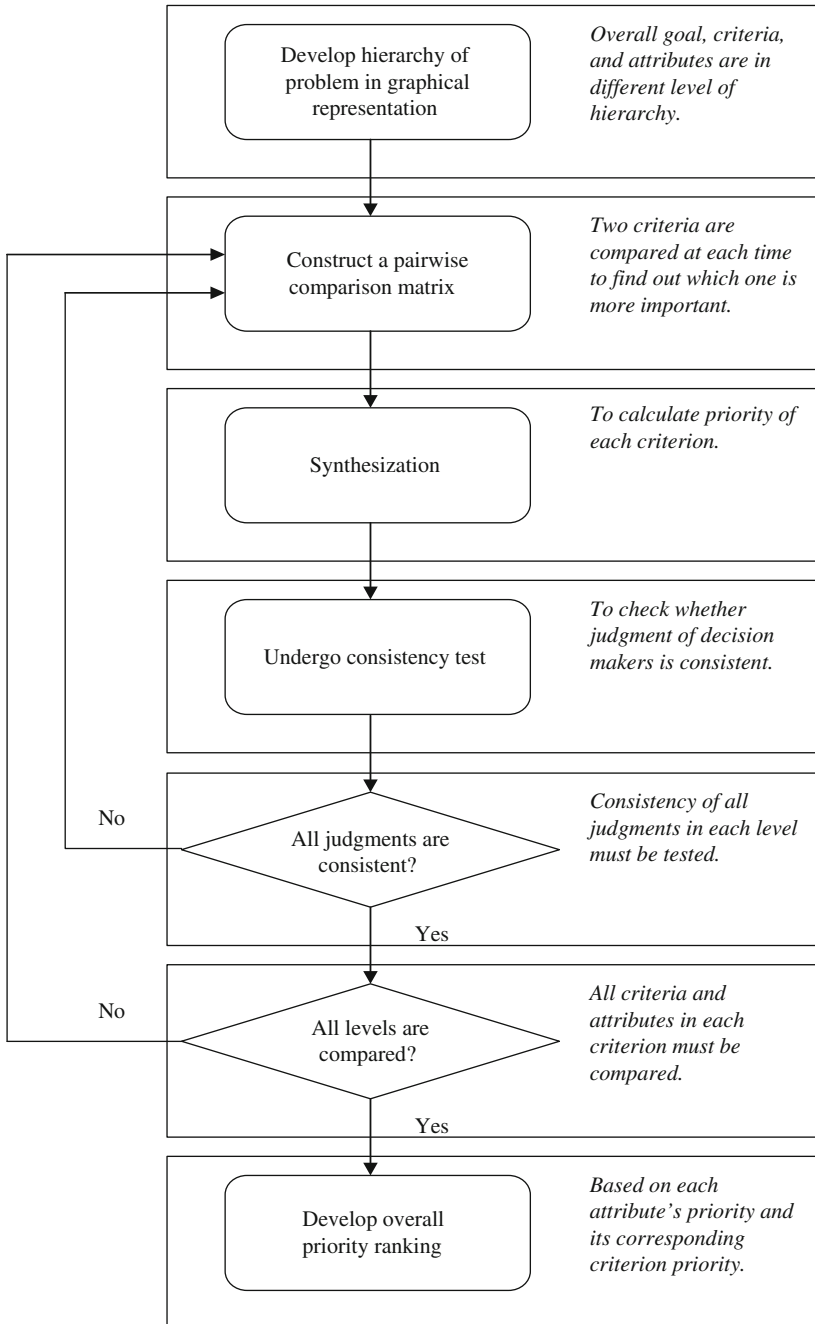 Develop hierarchy of
problem in graphical
representation
Overall goal, criteria,
and attributes are in
different level of
hierarchy.
Construct a pairwise
comparison matrix
Two criteria are
compared at each time
to find out which one is
more important.
Synthesization
To calculate priority of
each criterion.
Undergo consistency test
To check whether
judgment of decision
makers is consistent.
No
All judgments are
consistent?
Consistency of all
judgments in each level
must be tested.
Yes
No
All levels are
compared?
All criteria and
attributes in each
criterion must be
compared.
Yes
Develop overall
priority ranking
Based on each
attribute’s priority and
its corresponding
criterion priority.